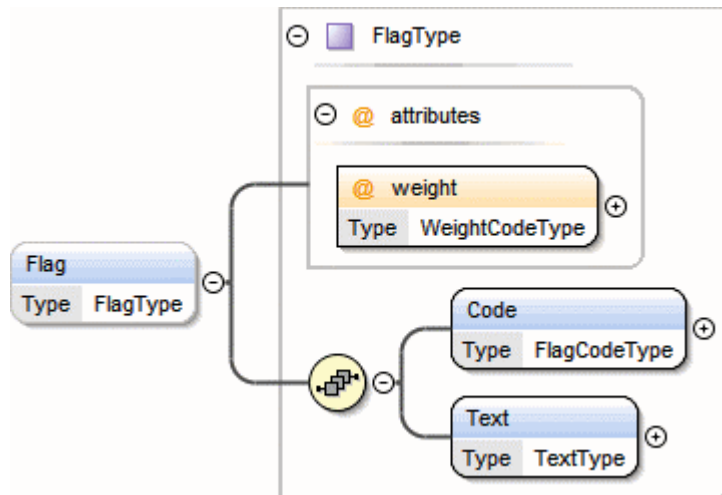 FlagType
@ attributes
@ weight
Type WeightCodeType
Flag
Type FlagType
Code
Type FlagCodeType
Text
Type TextType